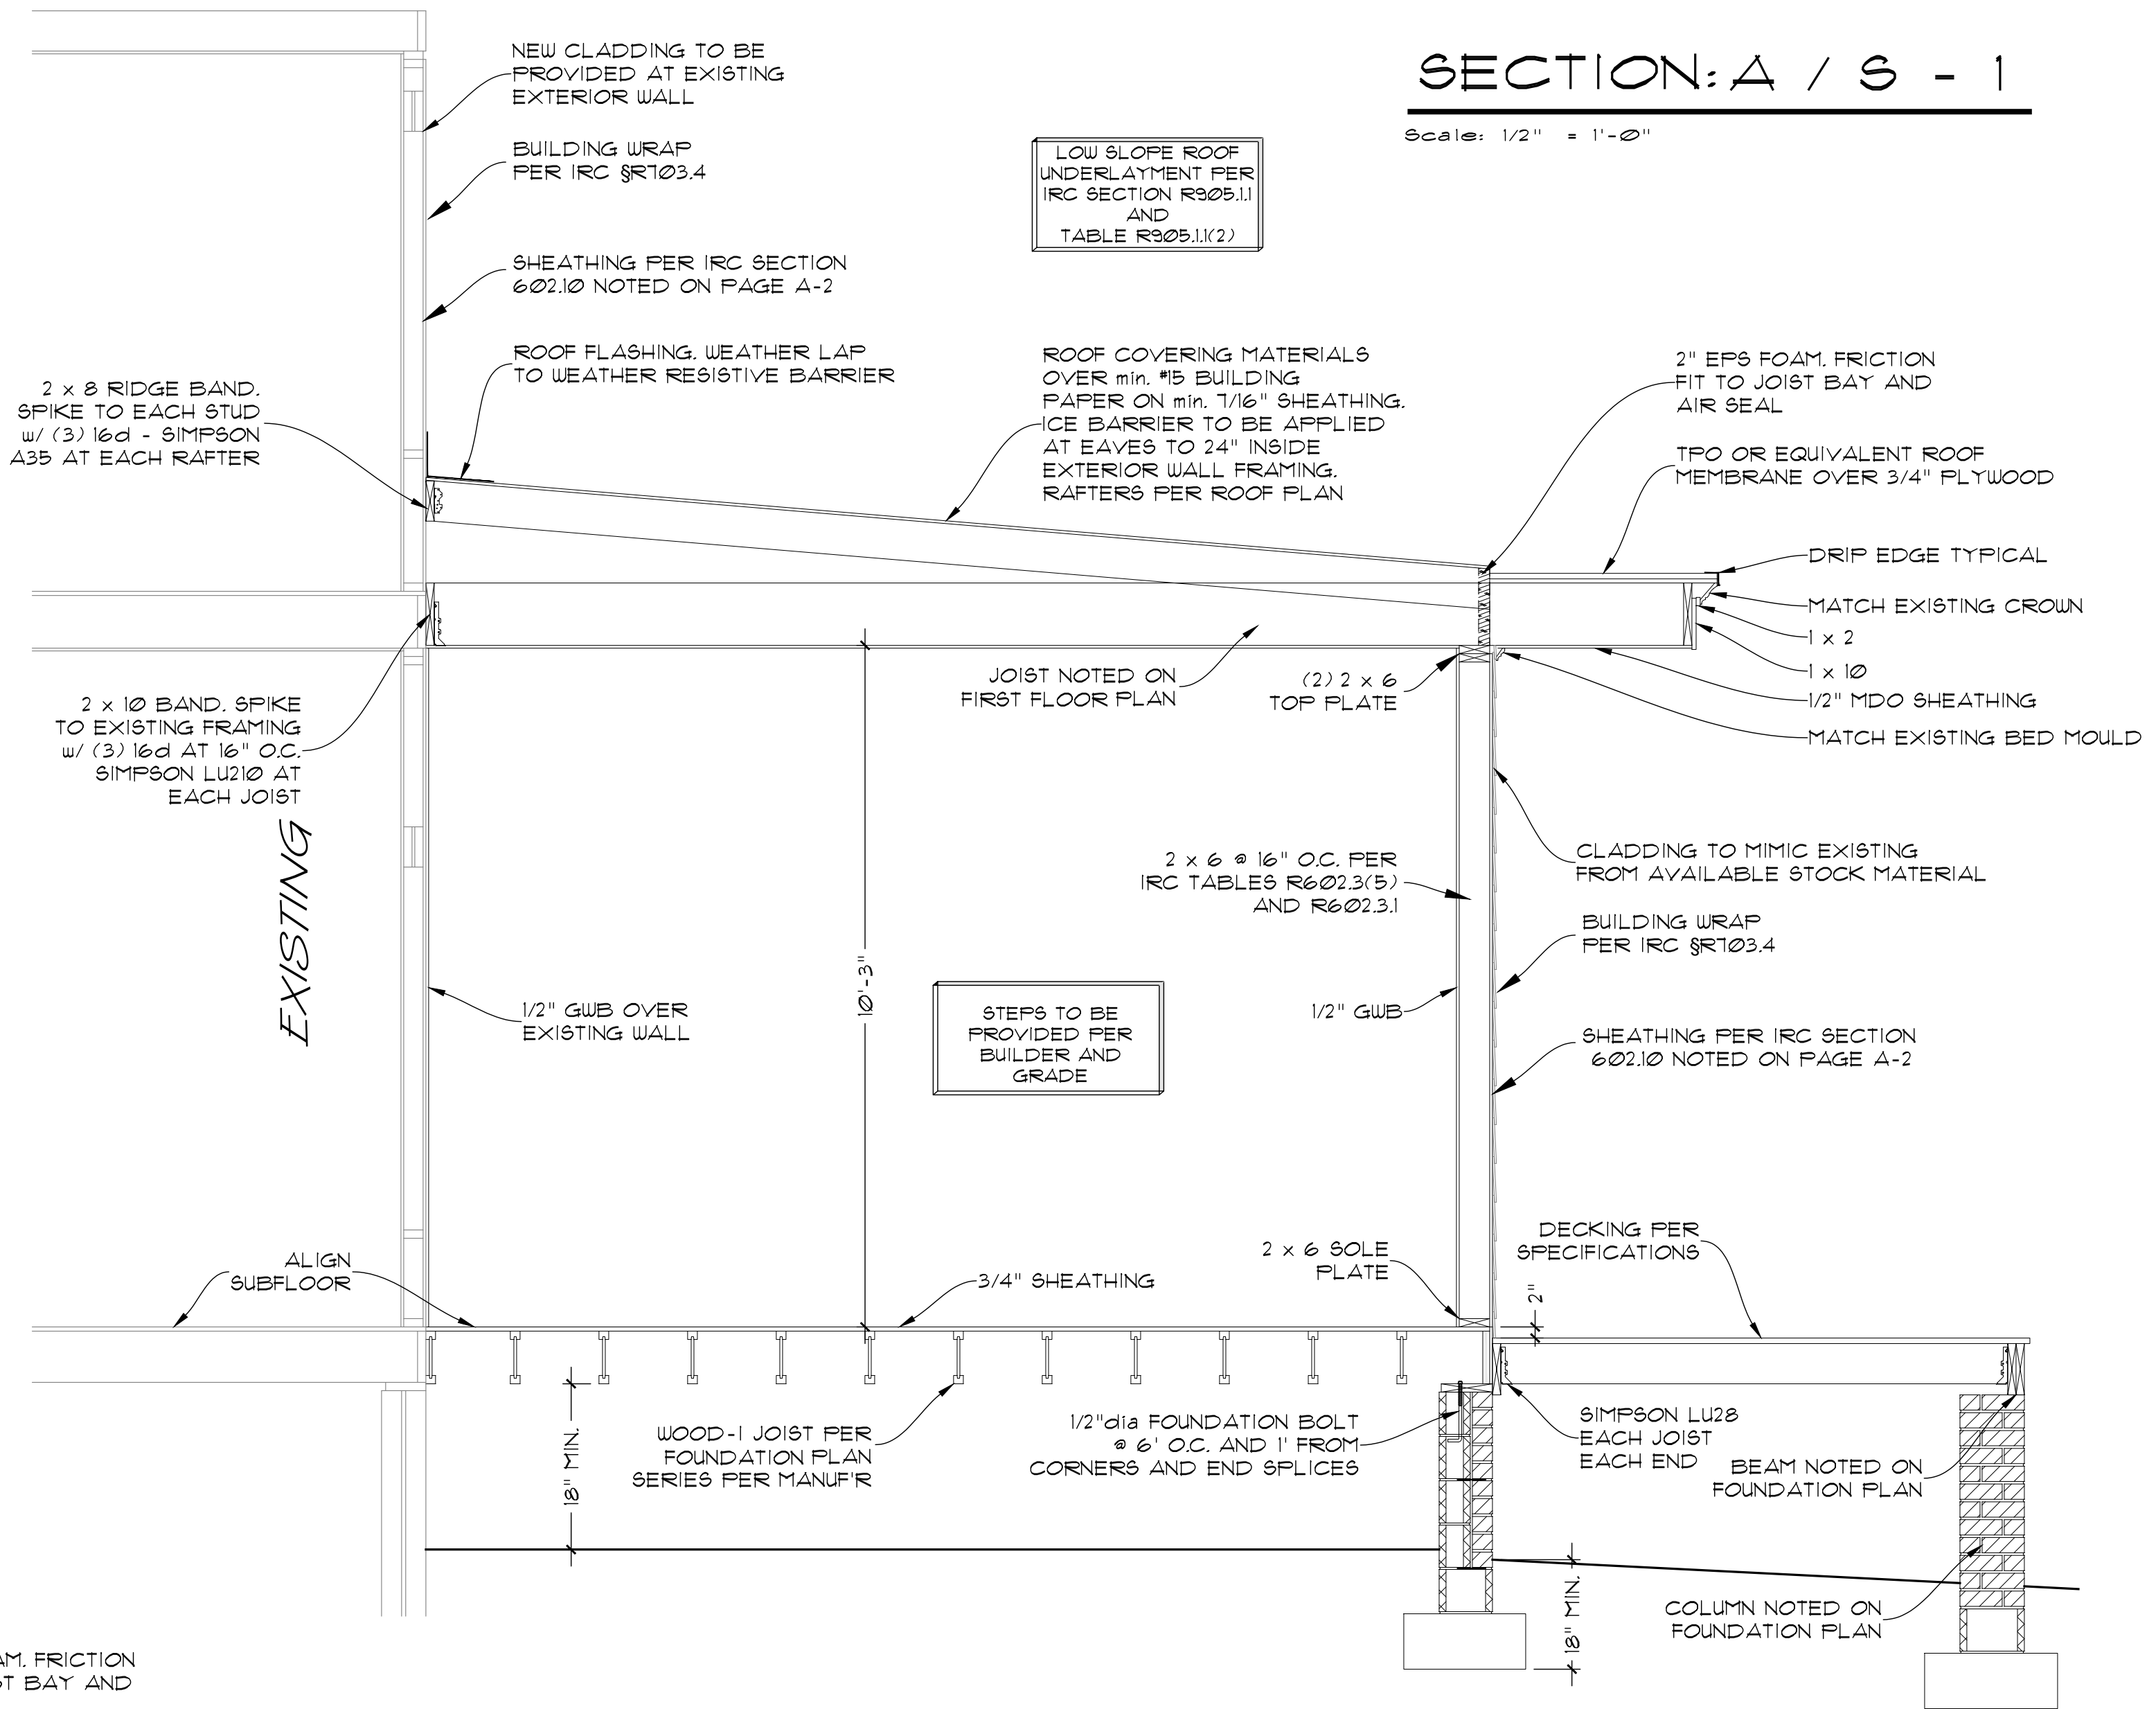 SECTION: A / S - 1
Scale: 1/2" = 1'-0"
NEW CLADDING TO BE
PROVIDED AT EXISTING
EXTERIOR WALL
BUILDING WRAP
PER IRC §R703.4
LOW SLOPE ROOF
UNDERLAYMENT PER
IRC SECTION R905.1.1
AND
TABLE R905.1.1(2)
SHEATHING PER IRC SECTION
602.10 NOTED ON PAGE A-2
ROOF FLASHING. WEATHER LAP
TO WEATHER RESISTIVE BARRIER
2 x 8 RIDGE BAND.
SPIKE TO EACH STUD
w/ (3) 16d - SIMPSON
A35 AT EACH RAFTER
ROOF COVERING MATERIALS
OVER min. #15 BUILDING
PAPER ON min. 7/16" SHEATHING.
ICE BARRIER TO BE APPLIED
AT EAVES TO 24" INSIDE
EXTERIOR WALL FRAMING.
RAFTERS PER ROOF PLAN
2" EPS FOAM. FRICTION
FIT TO JOIST BAY AND
AIR SEAL
TPO OR EQUIVALENT ROOF
MEMBRANE OVER 3/4" PLYWOOD
DRIP EDGE TYPICAL
MATCH EXISTING CROWN
1 x 2
1 x 10
1/2" MDO SHEATHING
MATCH EXISTING BED MOULD
JOIST NOTED ON
FIRST FLOOR PLAN
(2) 2 x 6
TOP PLATE
2 x 10 BAND. SPIKE
TO EXISTING FRAMING
w/ (3) 16d AT 16" O.C.
SIMPSON LU210 AT
EACH JOIST
EXISTING
2 x 6 @ 16" O.C. PER
IRC TABLES R602.3(5)
AND R602.3.1
CLADDING TO MIMIC EXISTING
FROM AVAILABLE STOCK MATERIAL
BUILDING WRAP
PER IRC §R703.4
10'-3"
1/2" GWB OVER
EXISTING WALL
STEPS TO BE
PROVIDED PER
BUILDER AND
GRADE
1/2" GWB
SHEATHING PER IRC SECTION
602.10 NOTED ON PAGE A-2
ALIGN
SUBFLOOR
3/4" SHEATHING
2 x 6 SOLE
PLATE
DECKING PER
SPECIFICATIONS
2"
18" MIN.
WOOD-I JOIST PER
FOUNDATION PLAN
SERIES PER MANUF'R
1/2"dia FOUNDATION BOLT
@ 6' O.C. AND 1' FROM
CORNERS AND END SPLICES
SIMPSON LU28
EACH JOIST
EACH END
BEAM NOTED ON
FOUNDATION PLAN
18" MIN.
COLUMN NOTED ON
FOUNDATION PLAN
AM. FRICTION
ST BAY AND